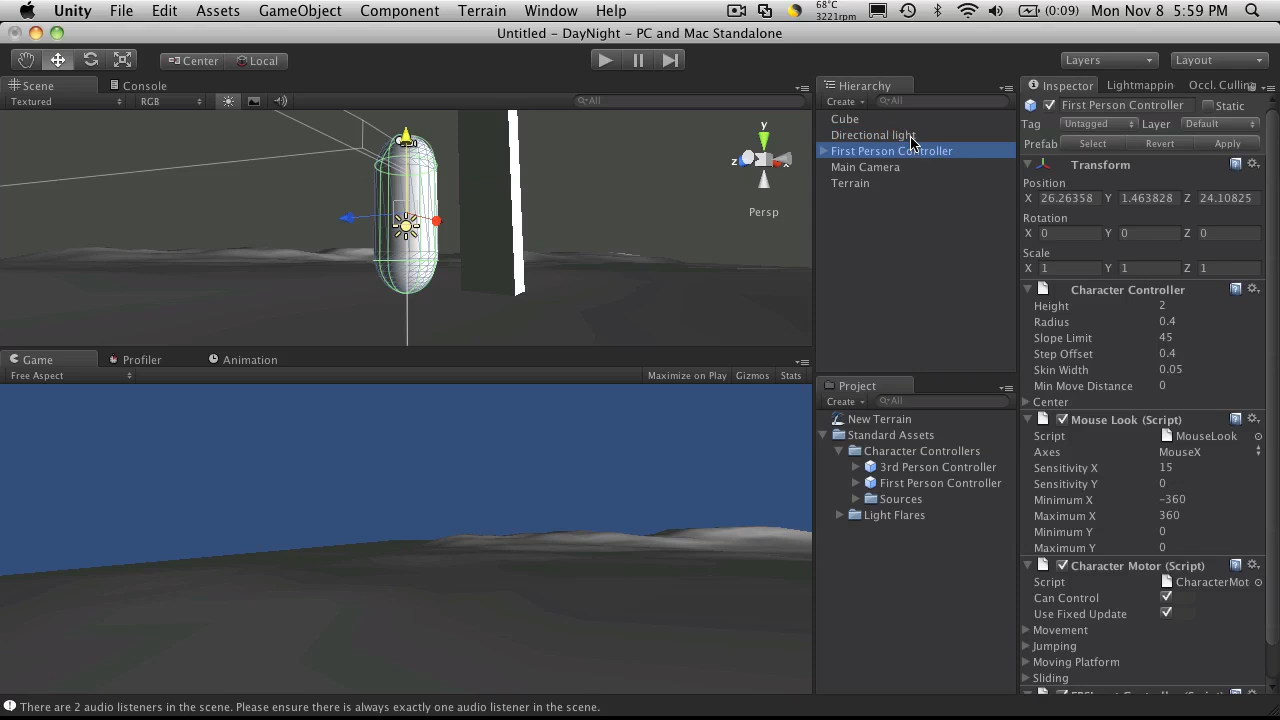 Unity File Edit Assets GameObject Component Terrain Window Help 68°C 3221rpm (0:09) Mon Nov 8 5:59 PM
Untitled – DayNight – PC and Mac Standalone
Center Local Layers Layout
Scene Console
Textured RGB All
y
z
Persp
Game Profiler Animation
Free Aspect Maximize on Play Gizmos Stats
Hierarchy
Create All
Cube
Directional light
First Person Controller
Main Camera
Terrain
Project
Create All
New Terrain
Standard Assets
Character Controllers
3rd Person Controller
First Person Controller
Sources
Light Flares
Inspector Lightmappin Occl. Culling
First Person Controller Static
Tag Untagged Layer Default
Prefab Select Revert Apply
Transform
Position
X 26.26358 Y 1.463828 Z 24.10825
Rotation
X 0 Y 0 Z 0
Scale
X 1 Y 1 Z 1
Character Controller
Height 2
Radius 0.4
Slope Limit 45
Step Offset 0.4
Skin Width 0.05
Min Move Distance 0
Center
Mouse Look (Script)
Script MouseLook
Axes MouseX
Sensitivity X 15
Sensitivity Y 0
Minimum X -360
Maximum X 360
Minimum Y 0
Maximum Y 0
Character Motor (Script)
Script CharacterMot
Can Control
Use Fixed Update
Movement
Jumping
Moving Platform
Sliding
There are 2 audio listeners in the scene. Please ensure there is always exactly one audio listener in the scene.